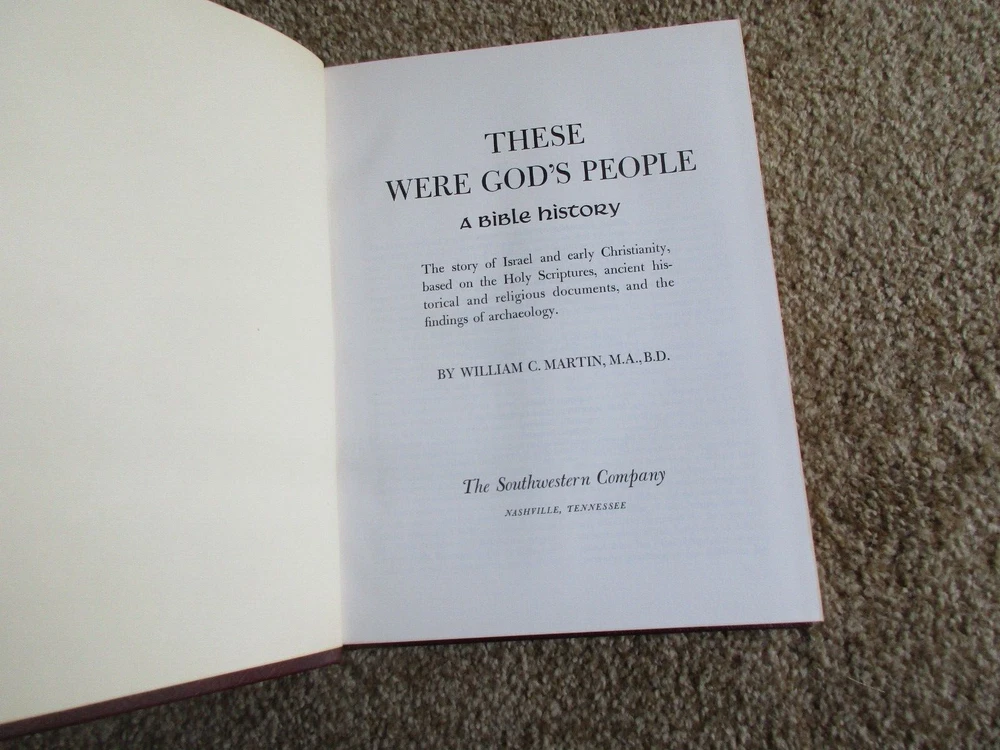 THESE
WERE GOD'S PEOPLE
A BIBLE HISTORY
The story of Israel and early Christianity,
based on the Holy Scriptures, ancient his-
torical and religious documents, and the
findings of archaeology.
BY WILLIAM C. MARTIN, M.A., B.D.
The Southwestern Company
NASHVILLE, TENNESSEE